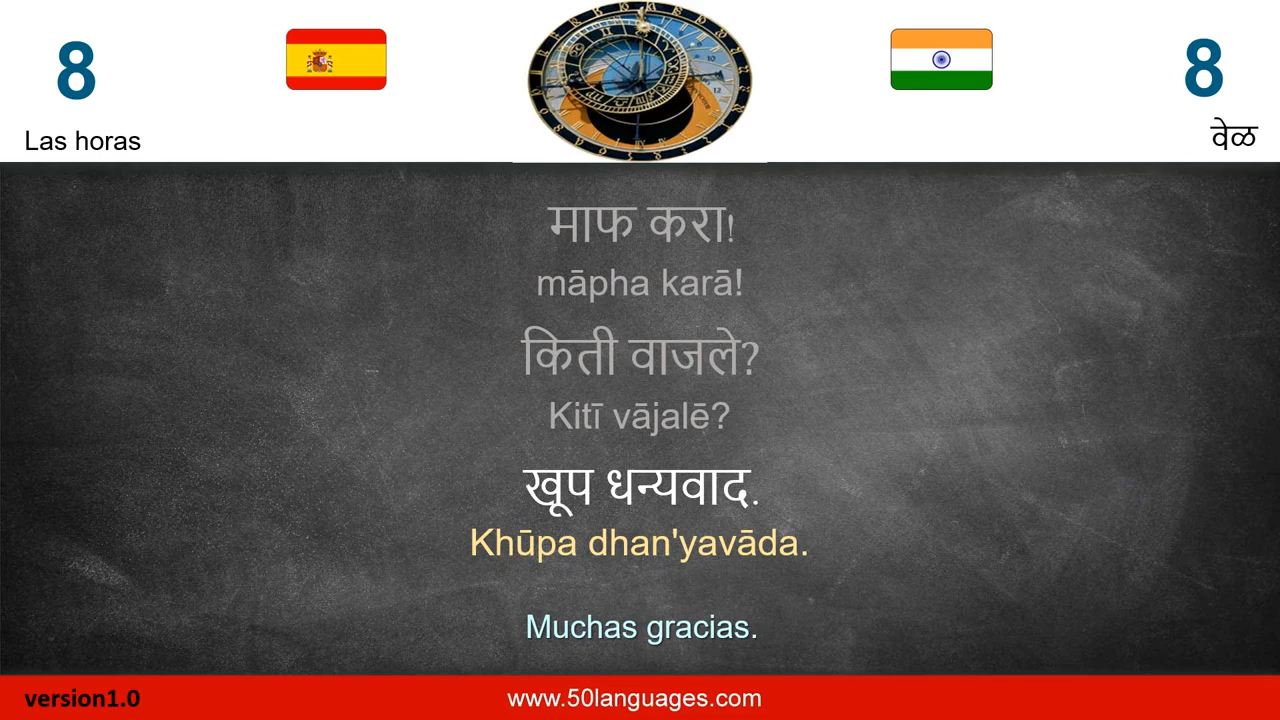 8
8
Las horas
वेळ
माफ करा!
māpha karā!
किती वाजले?
Kitī vājalē?
खूप धन्यवाद.
Khūpa dhan'yavāda.
Muchas gracias.
version1.0
www.50languages.com